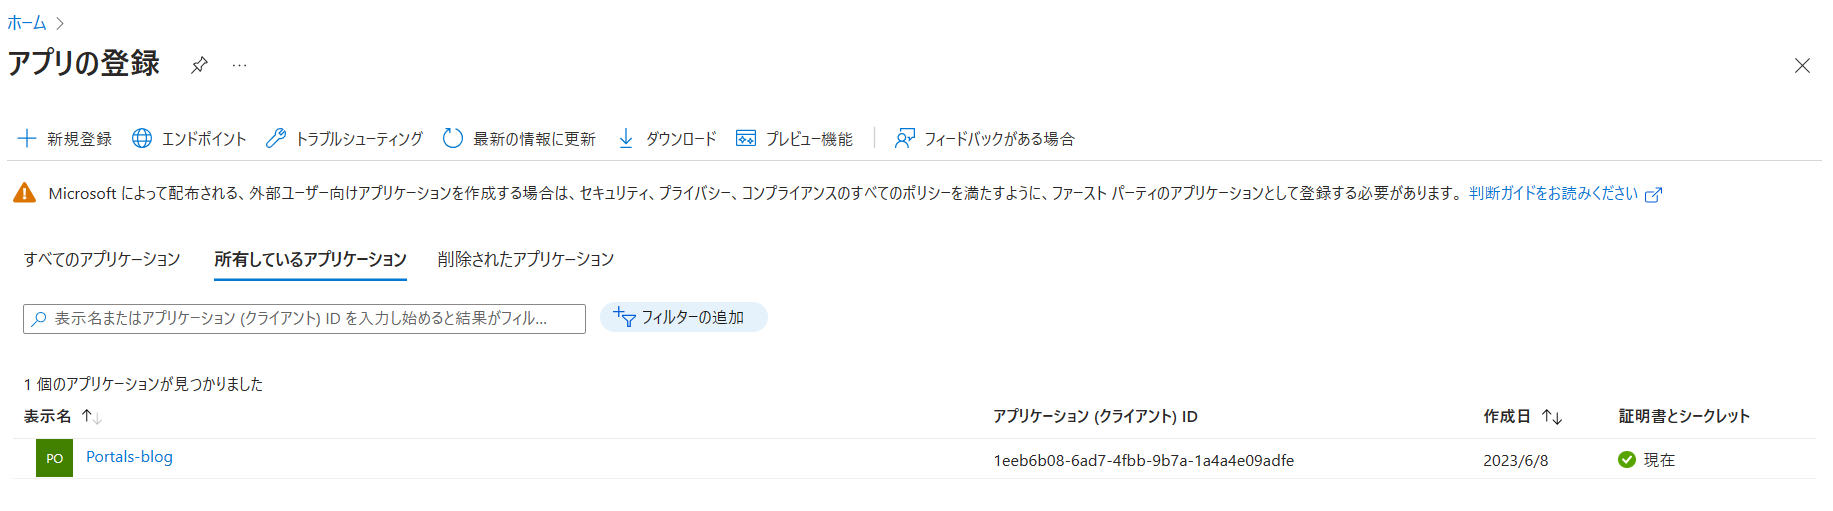 ホーム
アプリの登録
新規登録 エンドポイント トラブルシューティング 最新の情報に更新 ダウンロード プレビュー機能 フィードバックがある場合
Microsoft によって配布される、外部ユーザー向けアプリケーションを作成する場合は、セキュリティ、プライバシー、コンプライアンスのすべてのポリシーを満たすように、ファースト パーティのアプリケーションとして登録する必要があります。 判断ガイドをお読みください
すべてのアプリケーション 所有しているアプリケーション 削除されたアプリケーション
表示名またはアプリケーション (クライアント) ID を入力し始めると結果がフィル... フィルターの追加
1 個のアプリケーションが見つかりました
表示名 アプリケーション (クライアント) ID 作成日 証明書とシークレット
PO Portals-blog 1eeb6b08-6ad7-4fbb-9b7a-1a4a4e09adfe 2023/6/8 現在